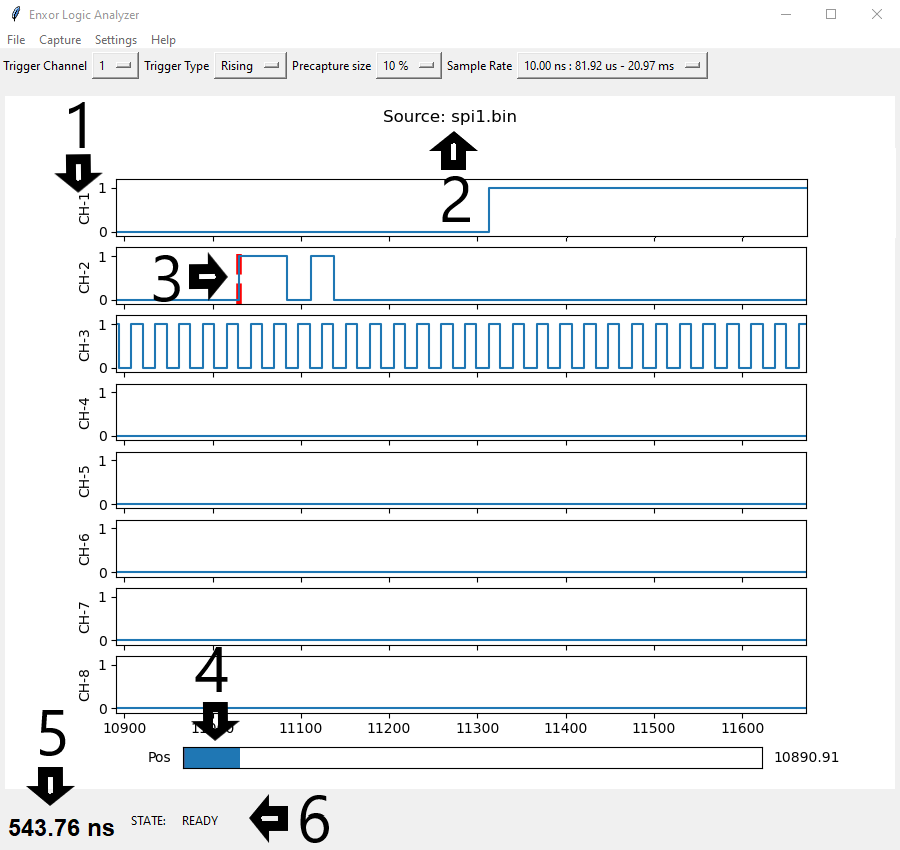 Enxor Logic Analyzer
File Capture Settings Help
Trigger Channel 1 Trigger Type Rising Precapture size 10 % Sample Rate 10.00 ns : 81.92 us - 20.97 ms
1
Source: spi1.bin
2
CH-1
1
0
3
CH-2
1
0
CH-3
1
0
CH-4
1
0
CH-5
1
0
CH-6
1
0
CH-7
1
0
4
CH-8
1
0
10900 11100 11200 11300 11400 11500 11600
5
Pos 10890.91
543.76 ns STATE: READY 6